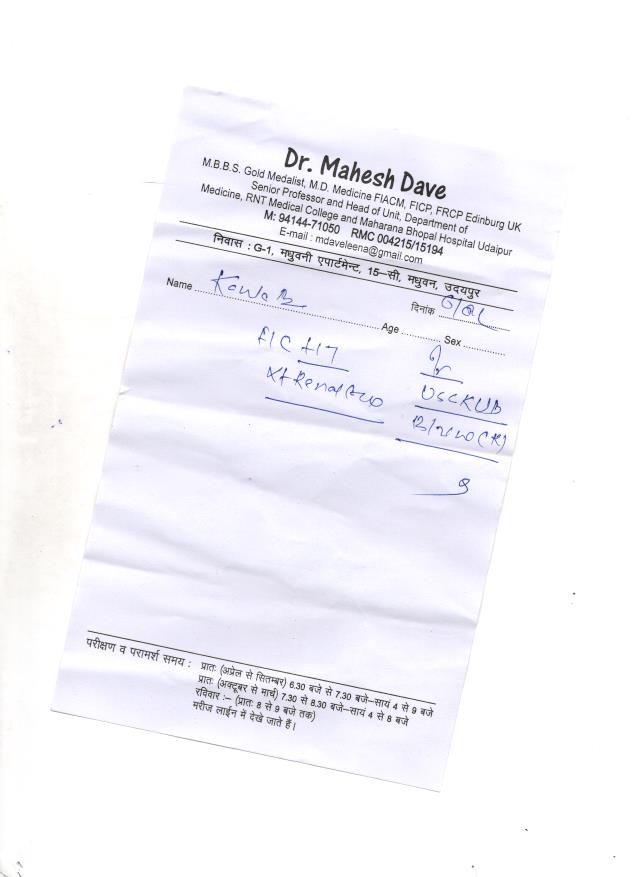 Dr. Mahesh Dave
M.B.B.S. Gold Medalist, M.D. Medicine FIACM, FICP, FRCP Edinburg UK
Senior Professor and Head of Unit, Department of
Medicine, RNT Medical College and Maharana Bhopal Hospital Udaipur
M: 94144-71050 RMC 004215/15194
E-mail : mdaveleena@gmail.com
निवास : G-1, मधुवनी एपार्टमेन्ट, 15–सी, मधुवन, उदयपुर
Name
दिनांक
Age Sex
USGKUB
परीक्षण व परामर्श समय : प्रातः (अप्रेल से सितम्बर) 6.30 बजे से 7.30 बजे–सायं 4 से 9 बजे
प्रातः (अक्टूबर से मार्च) 7.30 से 8.30 बजे–सायं 4 से 8 बजे
रविवार :– (प्रातः 8 से 9 बजे तक)
मरीज लाईन में देखे जाते हैं।